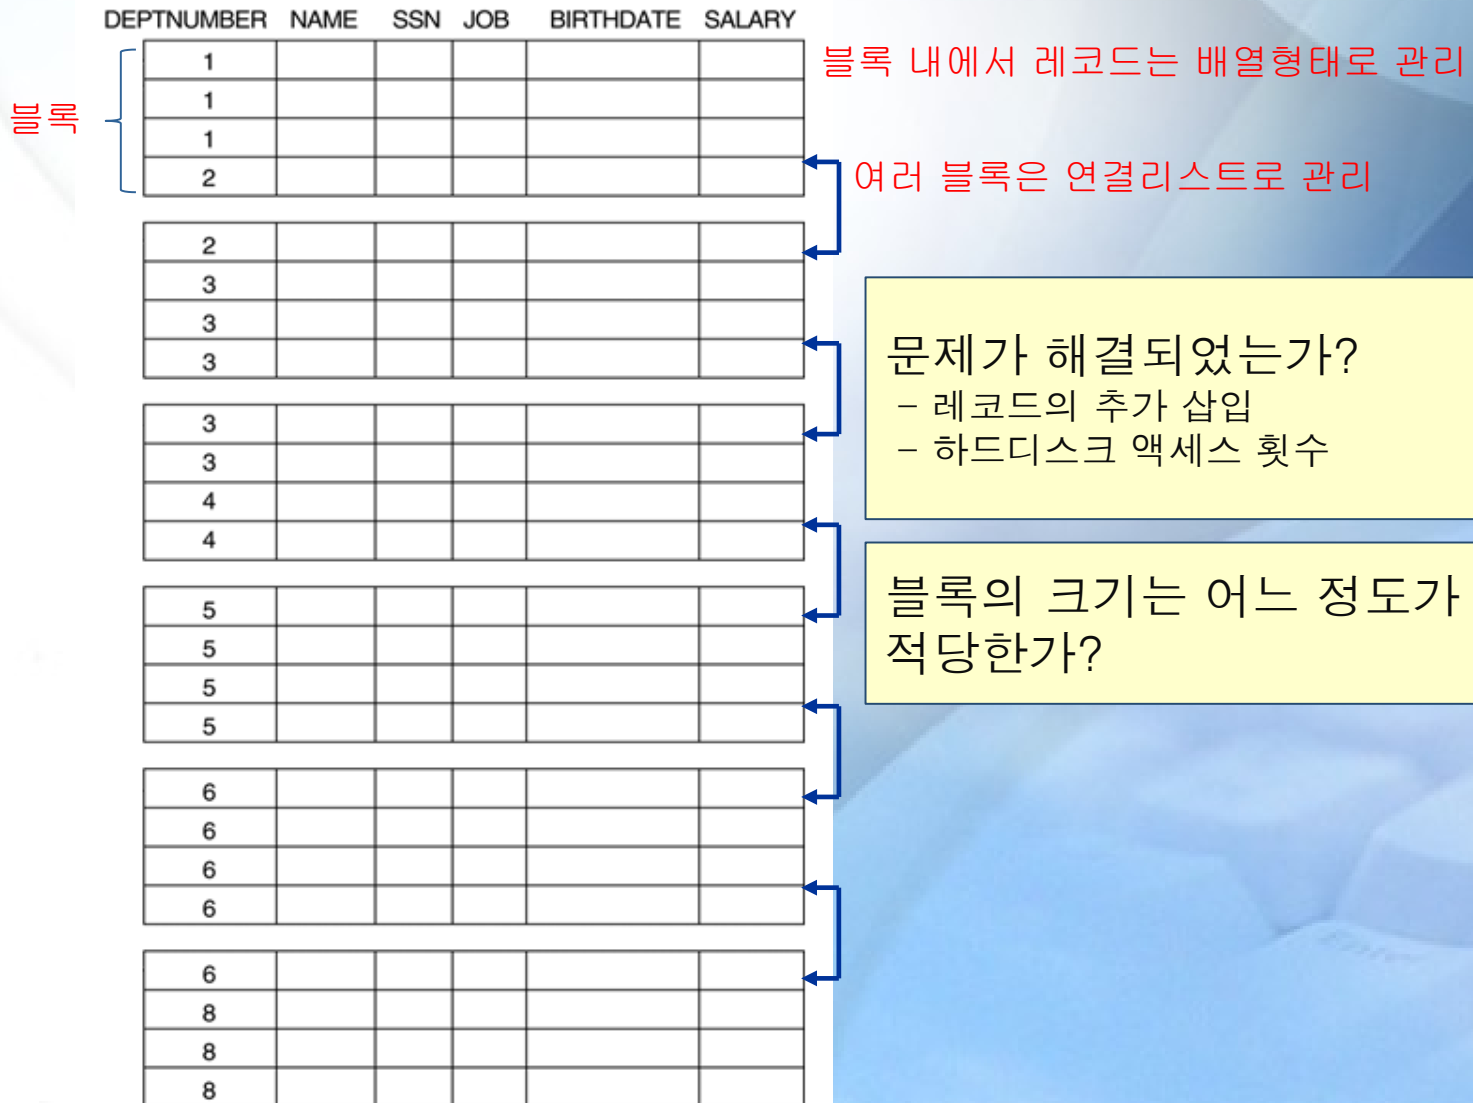 DEPTNUMBER NAME SSN JOB BIRTHDATE SALARY
블록 내에서 레코드는 배열형태로 관리
블록
1
1
1
2
여러 블록은 연결리스트로 관리
2
3
3
3
문제가 해결되었는가?
- 레코드의 추가 삽입
- 하드디스크 액세스 횟수
3
3
4
4
블록의 크기는 어느 정도가
적당한가?
5
5
5
5
6
6
6
6
6
8
8
8
Enter